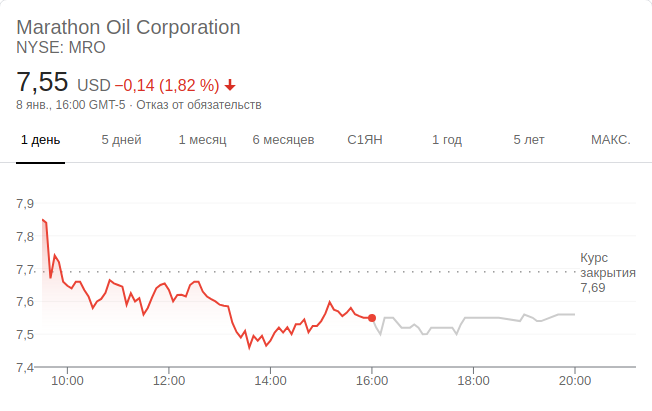 Marathon Oil Corporation
NYSE: MRO
7,55 USD −0,14 (1,82 %)
8 янв., 16:00 GMT-5 · Отказ от обязательств
1 день 5 дней 1 месяц 6 месяцев С1ЯН 1 год 5 лет МАКС.
7,9
7,8
7,7
7,6
7,5
7,4
Курс
закрытия
7,69
10:00 12:00 14:00 16:00 18:00 20:00